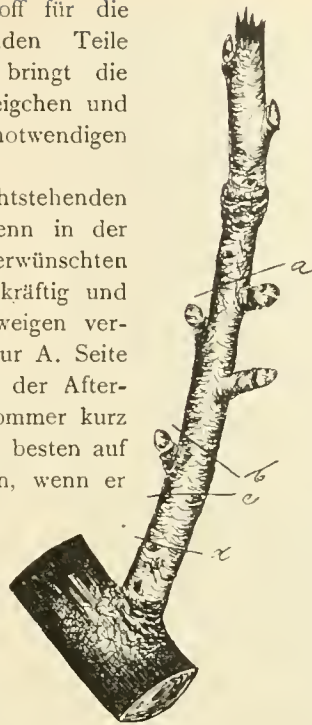 off für die
den Teile
bringt die
eigchen und
notwendigen
htstehenden
enn in der
erwünschten
kräftig und
weigen ver-
ur A. Seite
der After-
ommer kurz
besten auf
n, wenn er
a
b
c
x